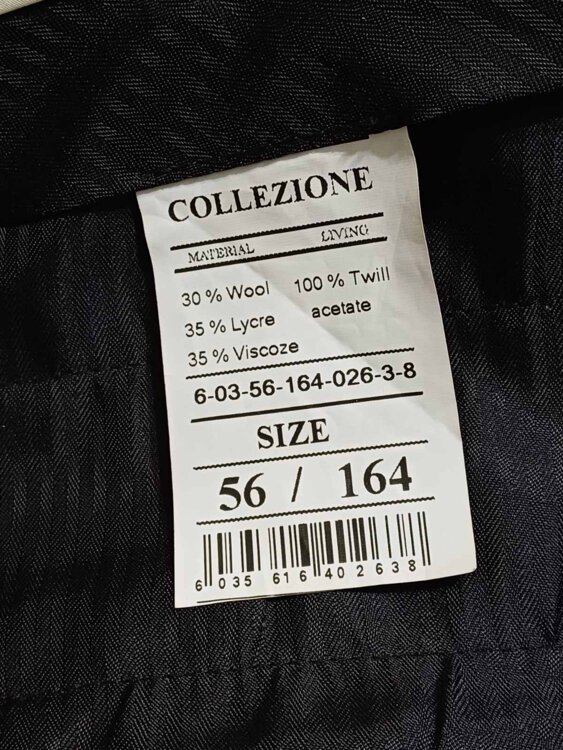 COLLEZIONE
MATERIAL LIVING
30 % Wool 100 % Twill
35 % Lycre acetate
35 % Viscoze
6-03-56-164-026-3-8
SIZE
56 / 164
6 035 616 402638